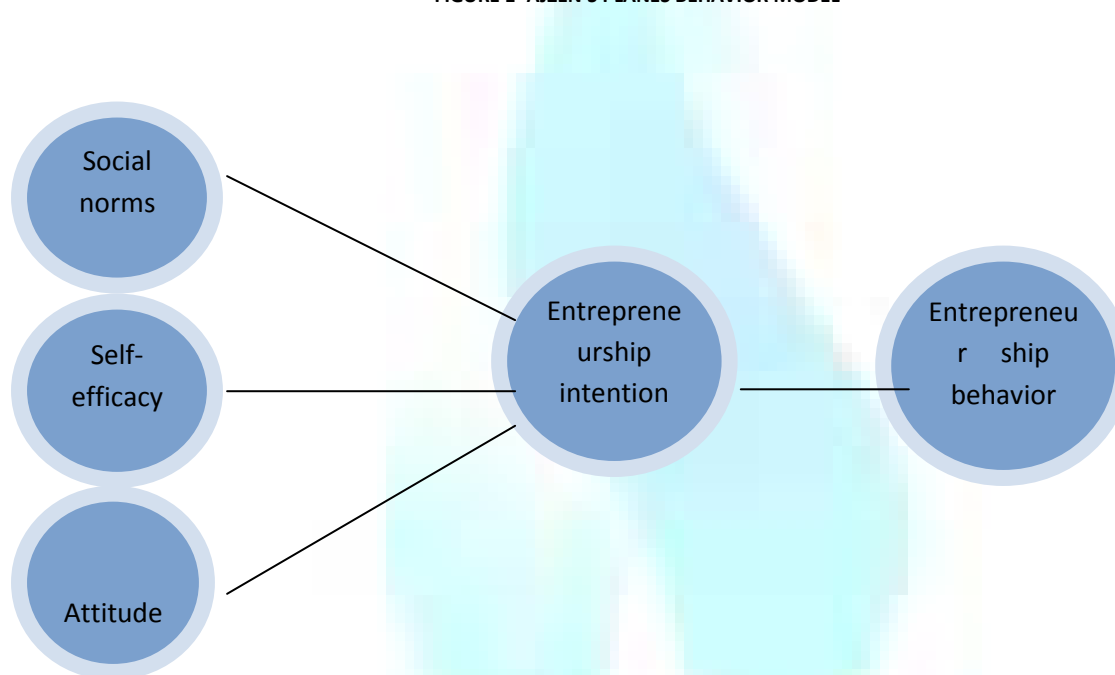 Social
norms
Self-
efficacy
Attitude
Entreprene
urship
intention
Entrepreneu
r ship
behavior